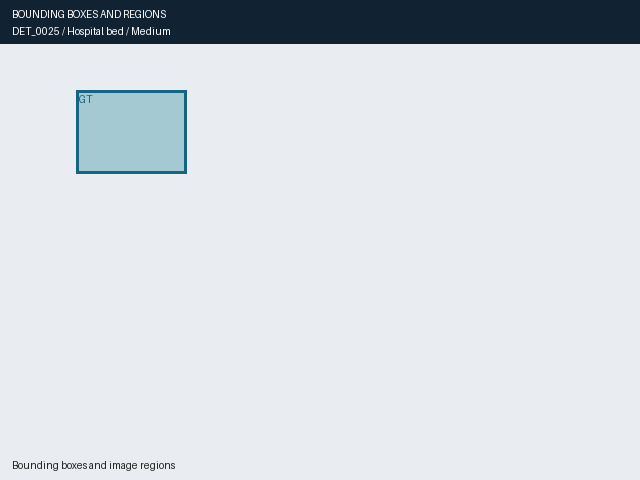 BOUNDING BOXES AND REGIONS
DET_0025 / Hospital bed / Medium
GT
Bounding boxes and image regions